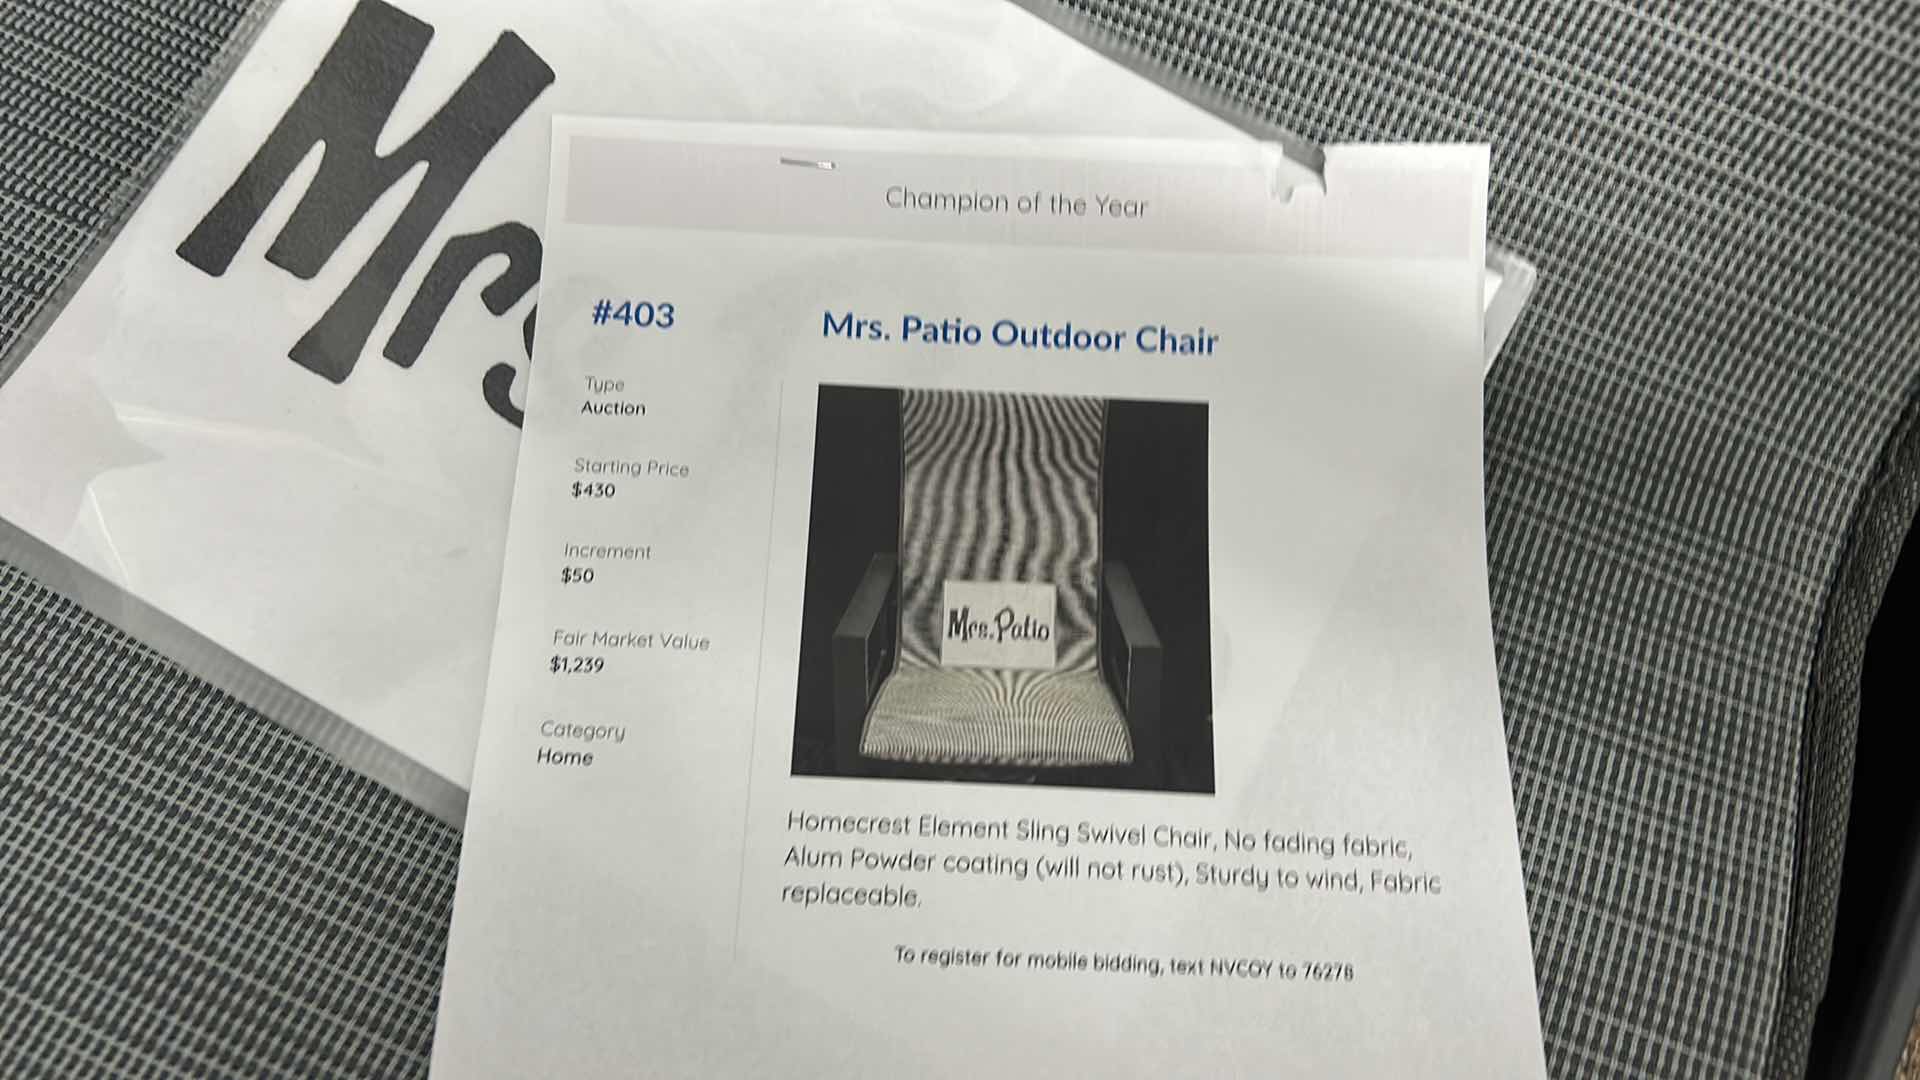 Mrs
Champion of the Year
#403
Mrs. Patio Outdoor Chair
Type
Auction
Starting Price
$430
Increment
$50
Fair Market Value
$1,239
Category
Home
Mrs. Patio
Homecrest Element Sling Swivel Chair, No fading fabric,
Alum Powder coating (will not rust), Sturdy to wind, Fabric
replaceable.
To register for mobile bidding, text NVCOY to 76278